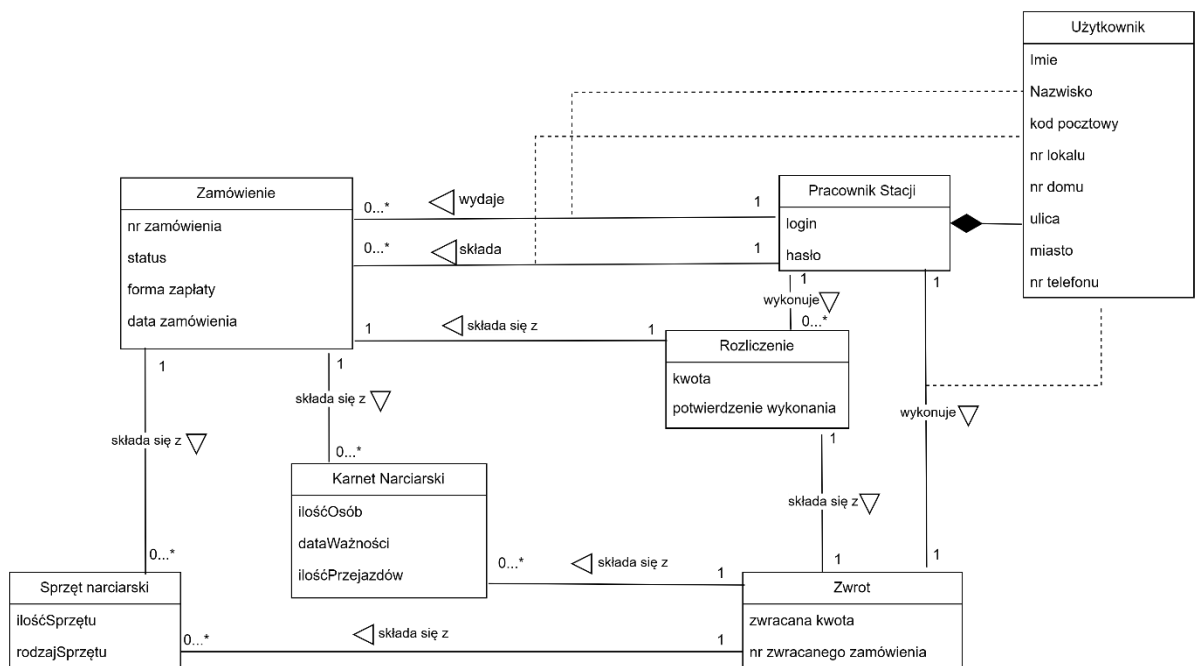 Użytkownik
Imie
Nazwisko
kod pocztowy
nr lokalu
nr domu
ulica
miasto
nr telefonu
Zamówienie
nr zamówienia
status
forma zapłaty
data zamówienia
0...*
wydaje
1
0...*
składa
1
Pracownik Stacji
login
hasło
1
wykonuje
0...*
1
1
składa się z
1
Rozliczenie
kwota
potwierdzenie wykonania
1
składa się z
0...*
1
składa się z
0...*
wykonuje
1
1
składa się z
1
Karnet Narciarski
ilośćOsób
dataWażności
ilośćPrzejazdów
0...*
składa się z
1
Sprzęt narciarski
ilośćSprzętu
rodzajSprzętu
0...*
składa się z
1
Zwrot
zwracana kwota
nr zwracanego zamówienia